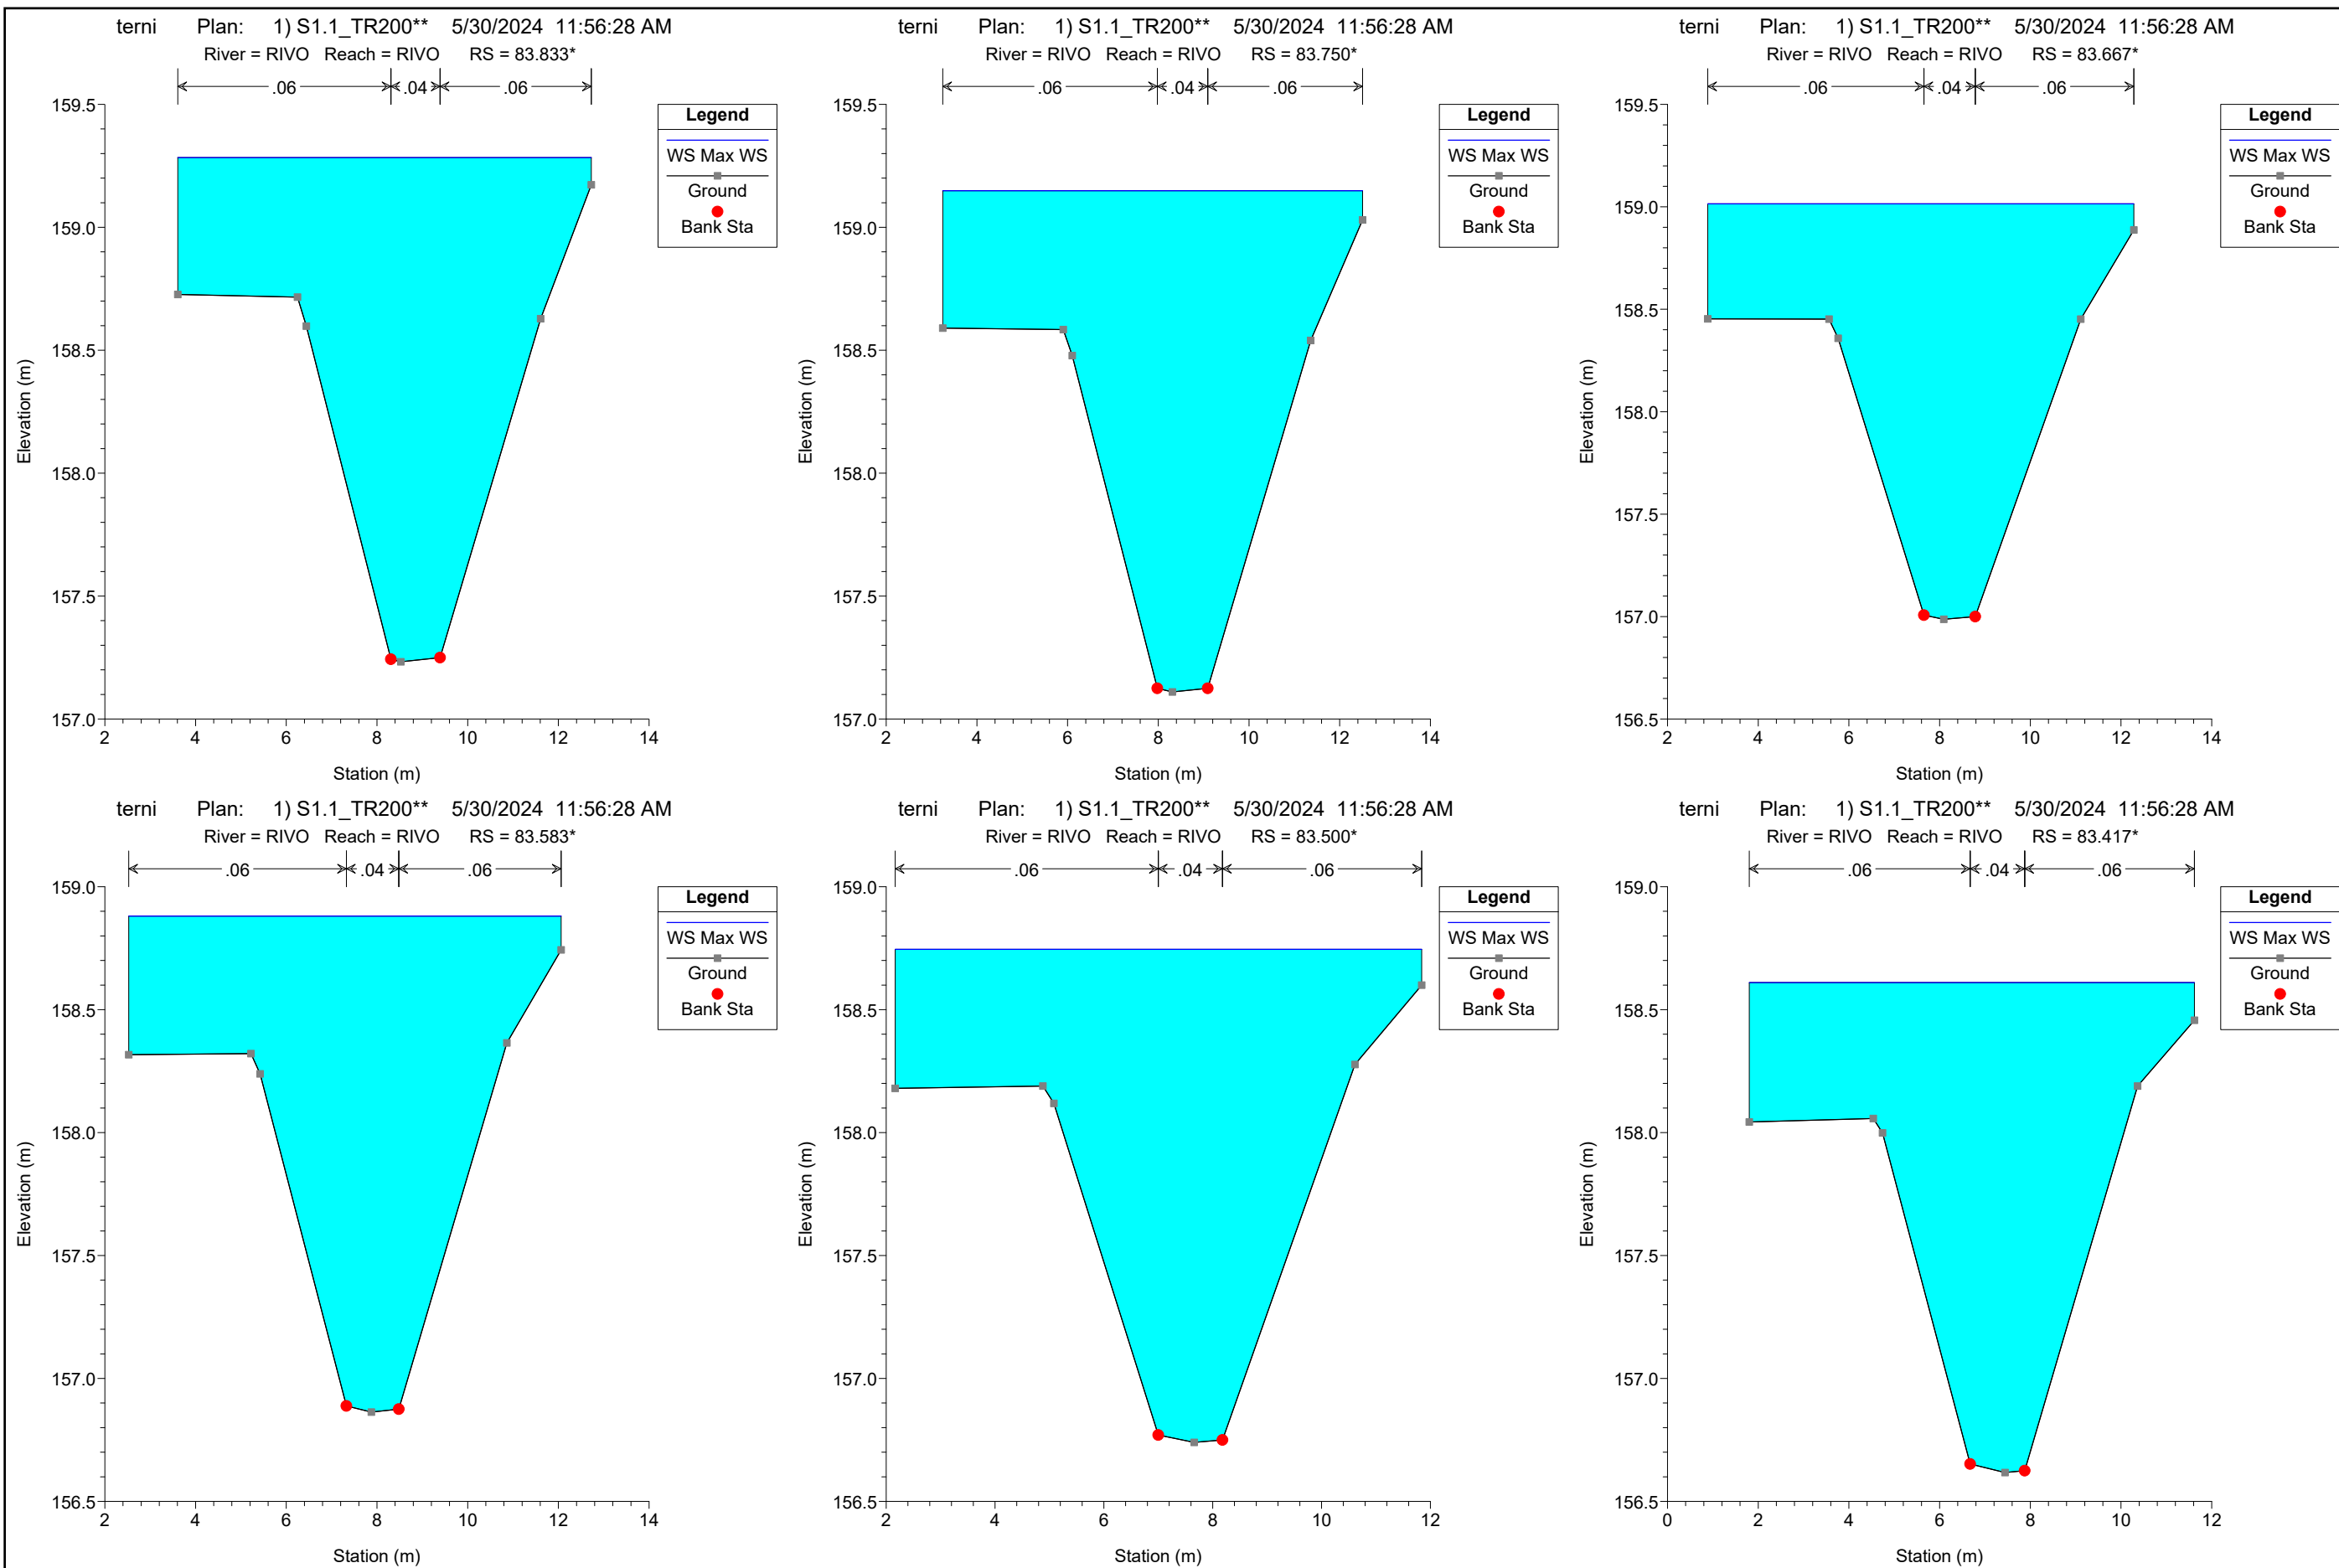 terni Plan: 1) S1.1_TR200** 5/30/2024 11:56:28 AM
River = RIVO Reach = RIVO RS = 83.833*
.06 .04 .06
159.5
159.0
158.5
158.0
157.5
157.0
2 4 6 8 10 12 14
Station (m)
Elevation (m)
Legend
WS Max WS
Ground
Bank Sta
terni Plan: 1) S1.1_TR200** 5/30/2024 11:56:28 AM
River = RIVO Reach = RIVO RS = 83.750*
.06 .04 .06
159.5
159.0
158.5
158.0
157.5
157.0
2 4 6 8 10 12 14
Station (m)
Elevation (m)
Legend
WS Max WS
Ground
Bank Sta
terni Plan: 1) S1.1_TR200** 5/30/2024 11:56:28 AM
River = RIVO Reach = RIVO RS = 83.667*
.06 .04 .06
159.5
159.0
158.5
158.0
157.5
157.0
156.5
2 4 6 8 10 12 14
Station (m)
Elevation (m)
Legend
WS Max WS
Ground
Bank Sta
terni Plan: 1) S1.1_TR200** 5/30/2024 11:56:28 AM
River = RIVO Reach = RIVO RS = 83.583*
.06 .04 .06
159.0
158.5
158.0
157.5
157.0
156.5
2 4 6 8 10 12 14
Station (m)
Elevation (m)
Legend
WS Max WS
Ground
Bank Sta
terni Plan: 1) S1.1_TR200** 5/30/2024 11:56:28 AM
River = RIVO Reach = RIVO RS = 83.500*
.06 .04 .06
159.0
158.5
158.0
157.5
157.0
156.5
2 4 6 8 10 12
Station (m)
Elevation (m)
Legend
WS Max WS
Ground
Bank Sta
terni Plan: 1) S1.1_TR200** 5/30/2024 11:56:28 AM
River = RIVO Reach = RIVO RS = 83.417*
.06 .04 .06
159.0
158.5
158.0
157.5
157.0
156.5
0 2 4 6 8 10 12
Station (m)
Elevation (m)
Legend
WS Max WS
Ground
Bank Sta